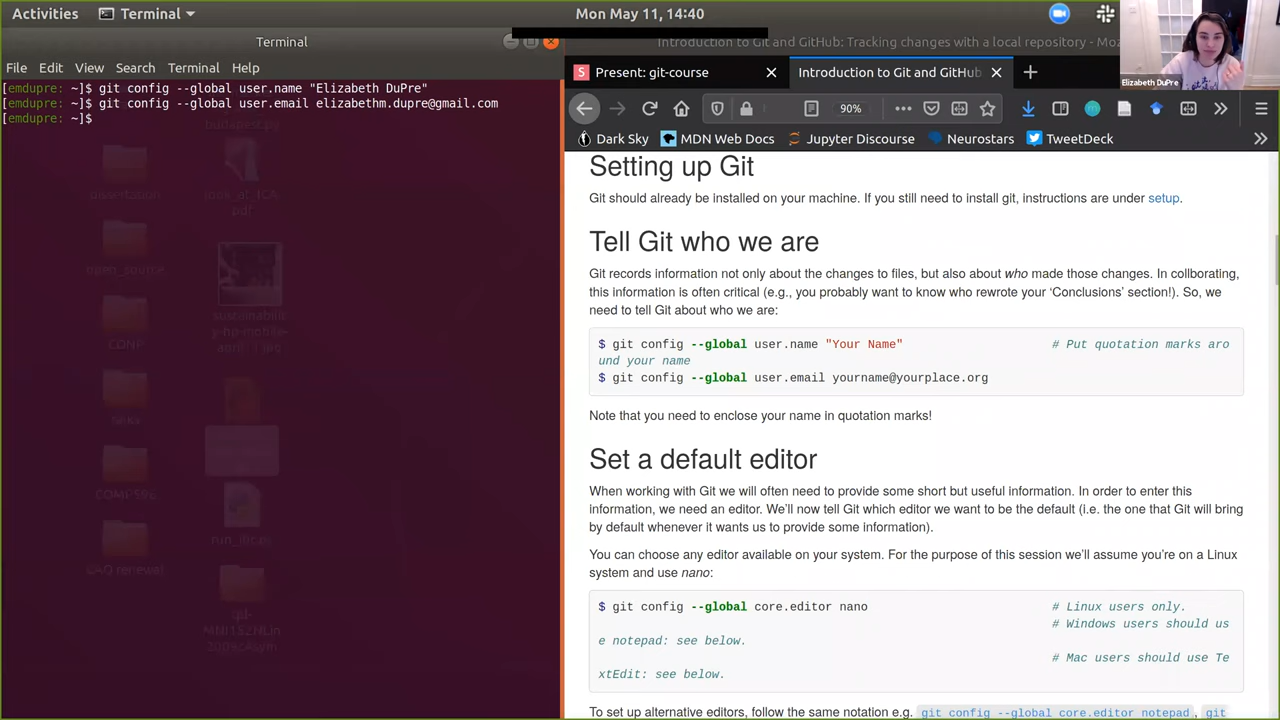 Activities Terminal Mon May 11, 14:40
Terminal
File Edit View Search Terminal Help
[emdupre: ~]$ git config --global user.name "Elizabeth DuPre"
[emdupre: ~]$ git config --global user.email elizabethm.dupre@gmail.com
[emdupre: ~]$
look_at_ICA.
pdf
dissertation
open_source
CONP
run_ibc.py
Introduction to Git and GitHub: Tracking changes with a local repository - Moz
Elizabeth DuPre
S Present: git-course
Introduction to Git and GitHub
90%
Dark Sky MDN Web Docs Jupyter Discourse Neurostars TweetDeck
Setting up Git
Git should already be installed on your machine. If you still need to install git, instructions are under setup.
Tell Git who we are
Git records information not only about the changes to files, but also about who made those changes. In collborating,
this information is often critical (e.g., you probably want to know who rewrote your ‘Conclusions’ section!). So, we
need to tell Git about who we are:
$ git config --global user.name "Your Name" # Put quotation marks aro
und your name
$ git config --global user.email yourname@yourplace.org
Note that you need to enclose your name in quotation marks!
Set a default editor
When working with Git we will often need to provide some short but useful information. In order to enter this
information, we need an editor. We’ll now tell Git which editor we want to be the default (i.e. the one that Git will bring
by default whenever it wants us to provide some information).
You can choose any editor available on your system. For the purpose of this session we’ll assume you’re on a Linux
system and use nano:
$ git config --global core.editor nano # Linux users only.
# Windows users should us
e notepad: see below.
# Mac users should use Te
xtEdit: see below.
To set up alternative editors, follow the same notation e.g. git config --global core.editor notepad, git